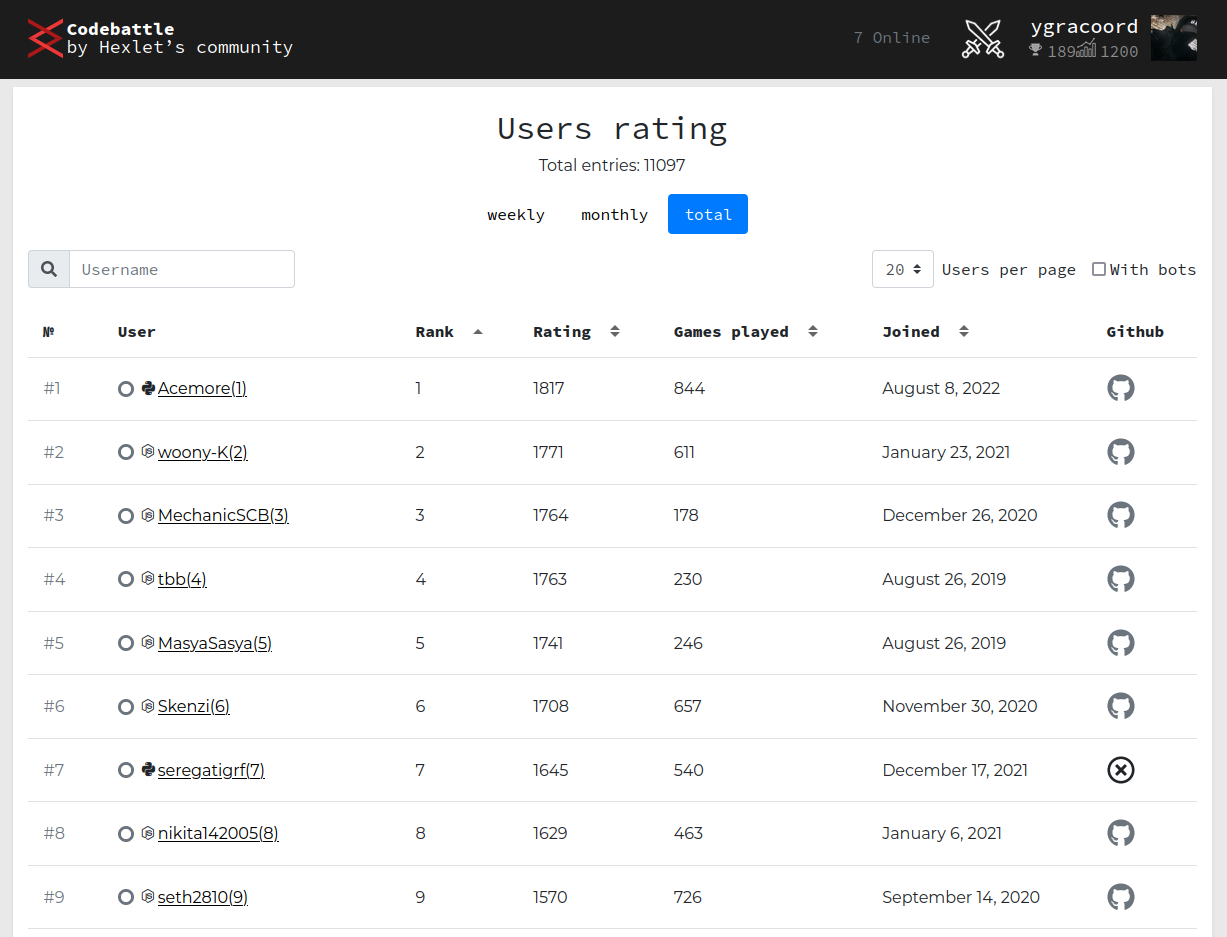 Codebattle
by Hexlet's community
7 Online
ygracoord
189 1200
Users rating
Total entries: 11097
weekly monthly total
Username
20 Users per page With bots
№ User Rank Rating Games played Joined Github
#1 Acemore(1) 1 1817 844 August 8, 2022
#2 woony-K(2) 2 1771 611 January 23, 2021
#3 MechanicSCB(3) 3 1764 178 December 26, 2020
#4 tbb(4) 4 1763 230 August 26, 2019
#5 MasyaSasya(5) 5 1741 246 August 26, 2019
#6 Skenzi(6) 6 1708 657 November 30, 2020
#7 seregatigrf(7) 7 1645 540 December 17, 2021
#8 nikita142005(8) 8 1629 463 January 6, 2021
#9 seth2810(9) 9 1570 726 September 14, 2020